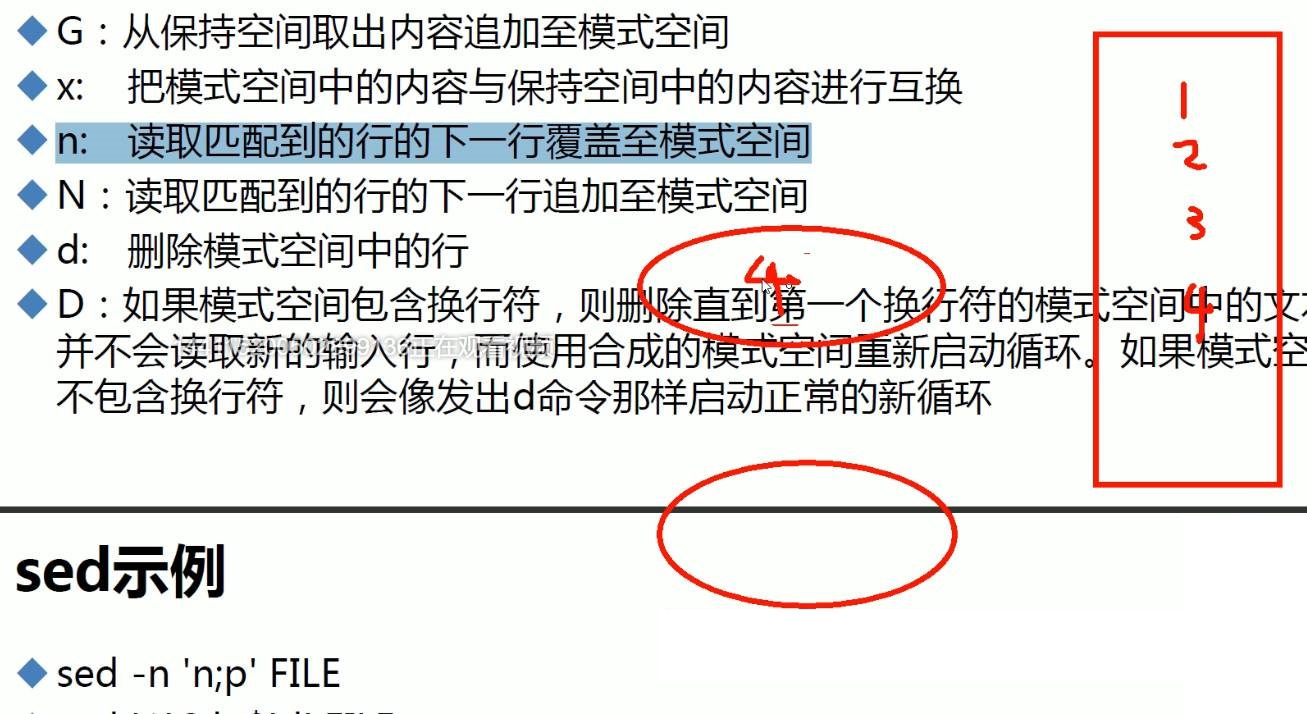 G：从保持空间取出内容追加至模式空间
x: 把模式空间中的内容与保持空间中的内容进行互换
n: 读取匹配到的行的下一行覆盖至模式空间
N：读取匹配到的行的下一行追加至模式空间
d: 删除模式空间中的行
D：如果模式空间包含换行符，则删除直到第一个换行符的模式空间中的文
并不会读取新的输入行，而使用合成的模式空间重新启动循环。如果模式空
不包含换行符，则会像发出d命令那样启动正常的新循环
1
2
3
4
4
sed示例
sed -n 'n;p' FILE